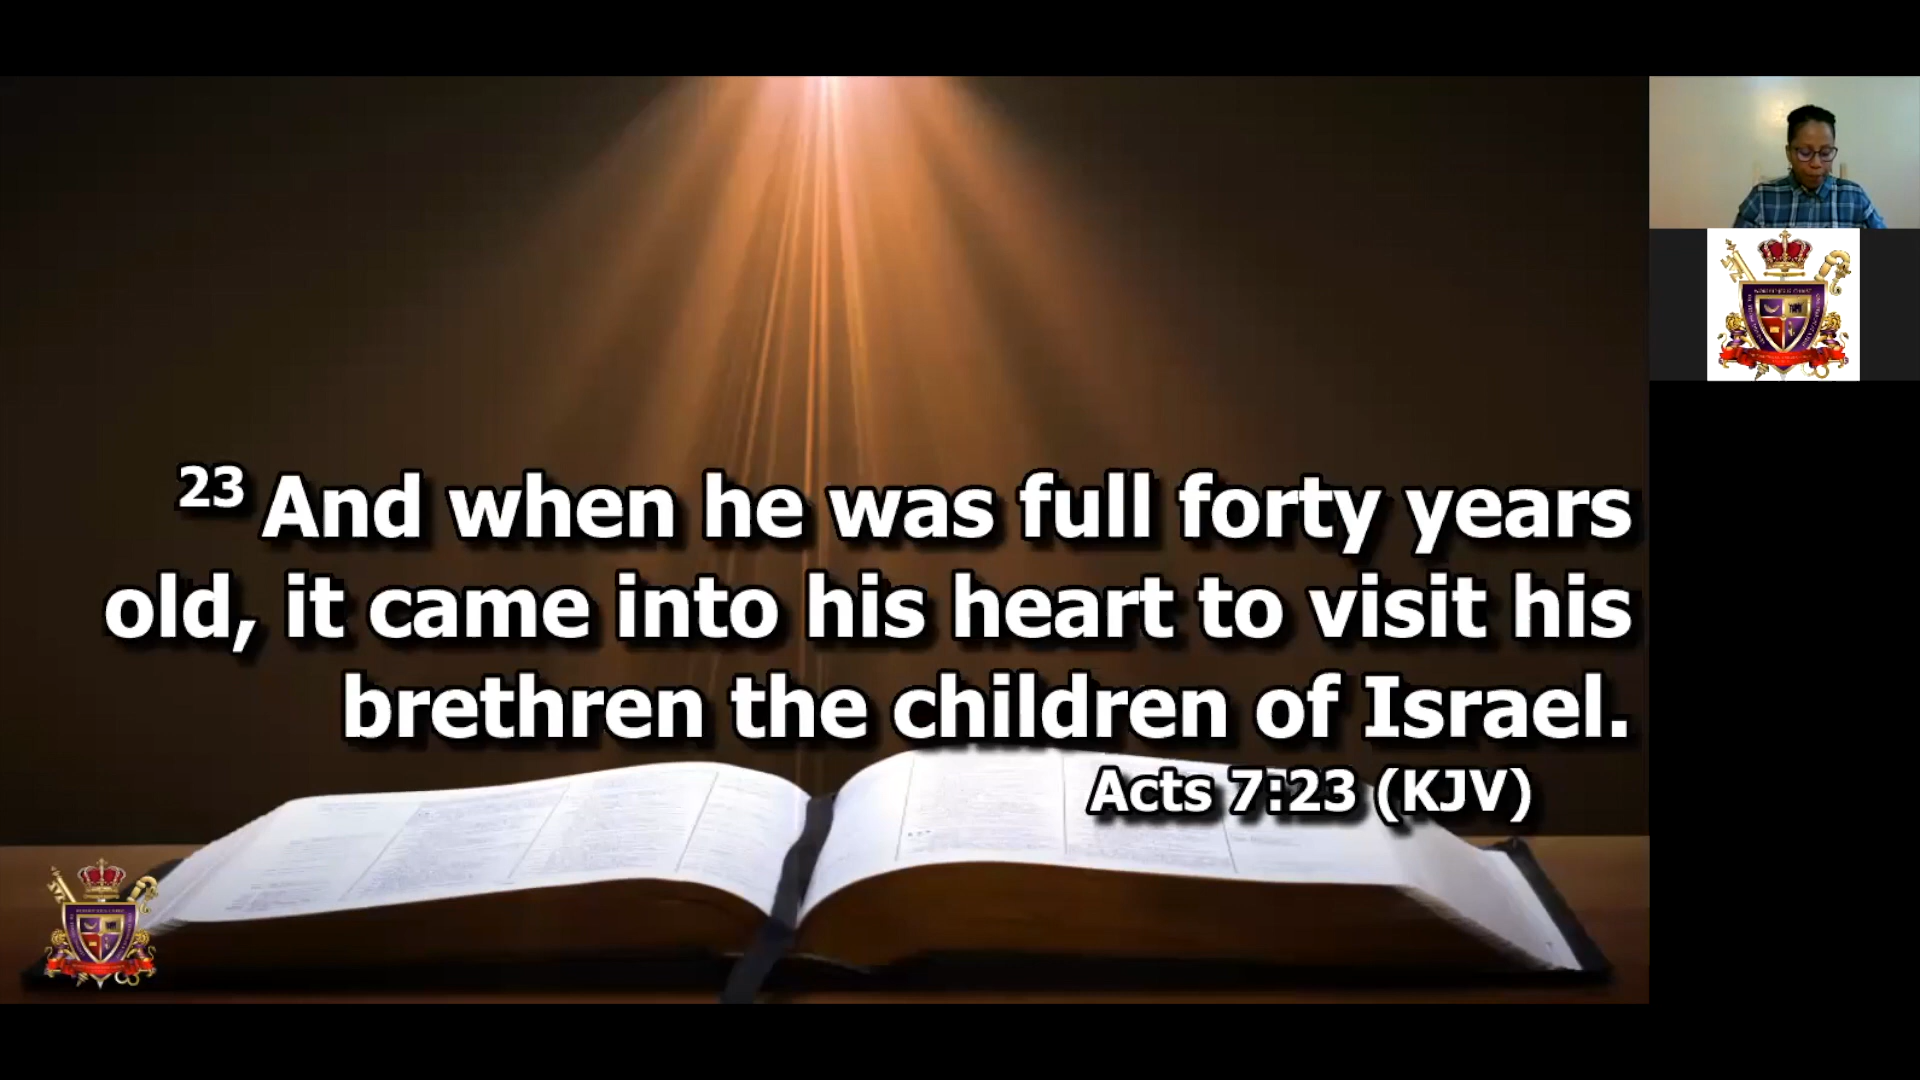 23 And when he was full forty years
old, it came into his heart to visit his
brethren the children of Israel.
Acts 7:23 (KJV)